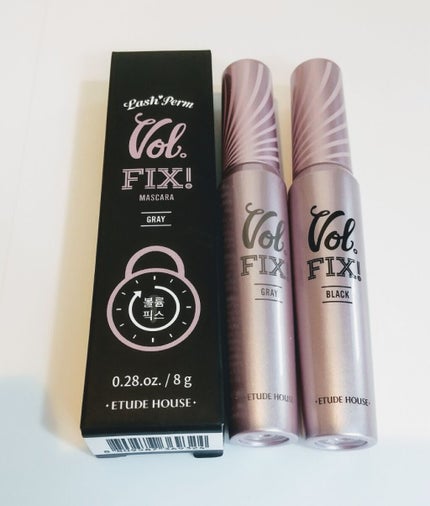 Lash Perm
Vol.
FIX!
MASCARA
GRAY
볼륨
픽스
0.28.oz. / 8 g
·ETUDE HOUSE·
Vol.
FIX
GRAY
·ETUDE HOUS
Vol.
FIX!
BLACK
·ETUDE HOUSE·